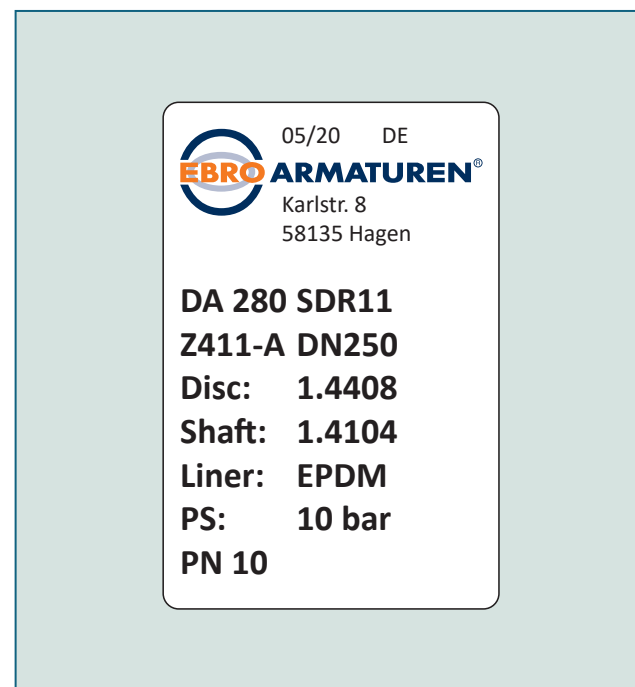 05/20 DE
EBRO ARMATUREN®
Karlstr. 8
58135 Hagen
DA 280 SDR11
Z411-A DN250
Disc: 1.4408
Shaft: 1.4104
Liner: EPDM
PS: 10 bar
PN 10